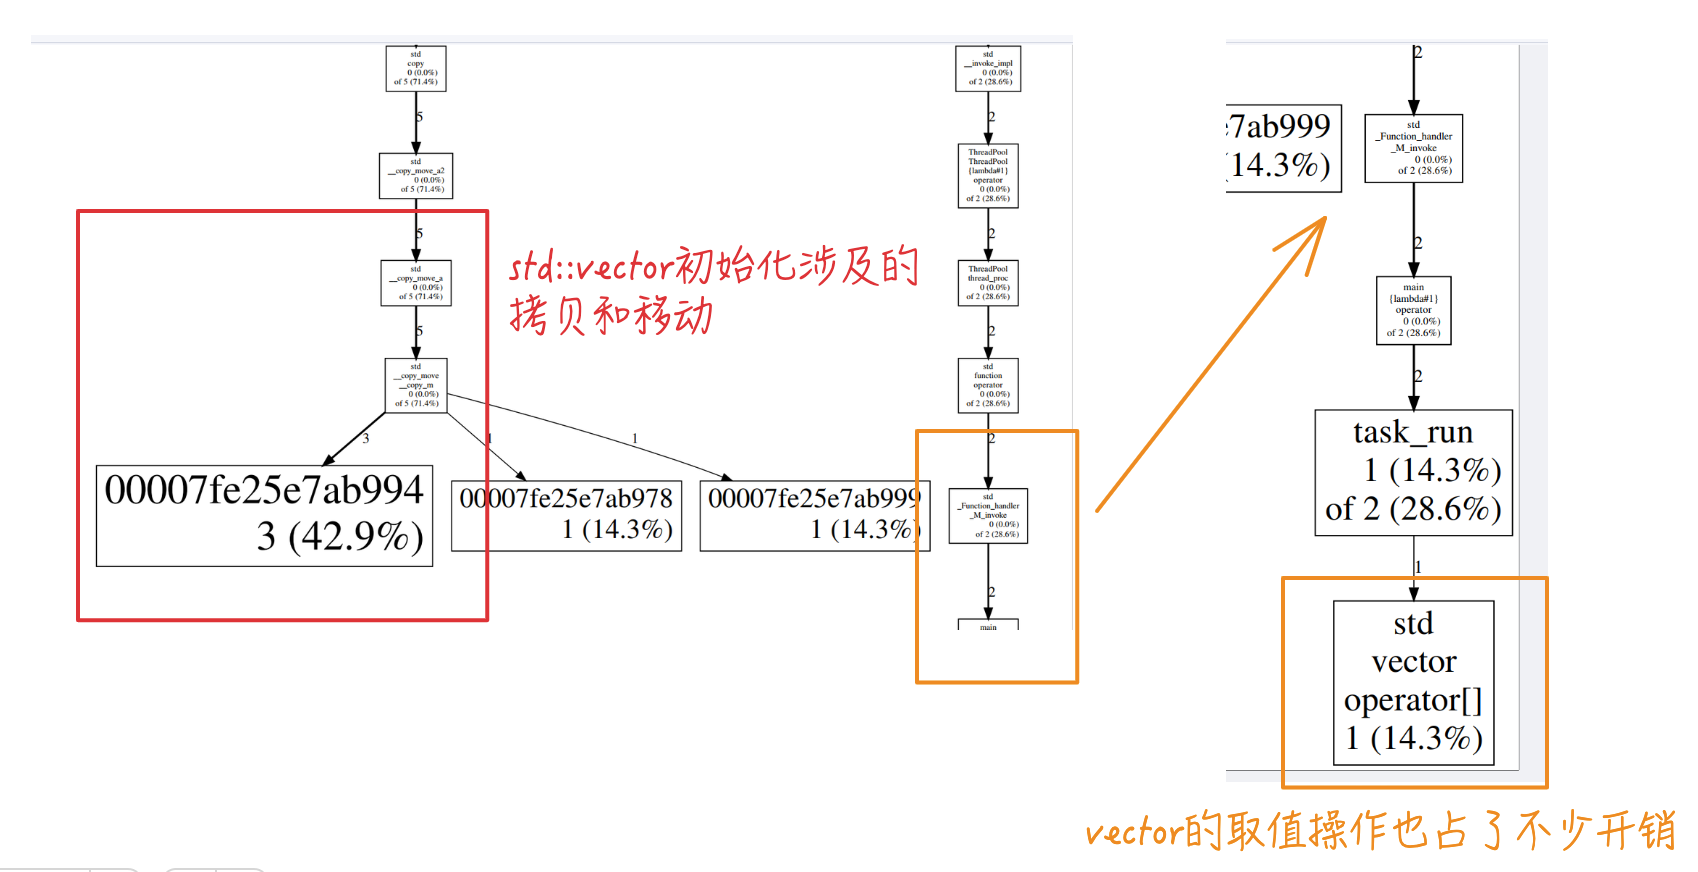 std
copy
0 (0.0%)
of 5 (71.4%)
5
std
__copy_move_a2
0 (0.0%)
of 5 (71.4%)
5
std
__copy_move_a
0 (0.0%)
of 5 (71.4%)
5
std
__copy_move
__copy_m
0 (0.0%)
of 5 (71.4%)
3
1
1
00007fe25e7ab994
3 (42.9%)
00007fe25e7ab978
1 (14.3%)
00007fe25e7ab999
1 (14.3%)
std::vector初始化涉及的
拷贝和移动
std
__invoke_impl
0 (0.0%)
of 2 (28.6%)
2
ThreadPool
ThreadPool
{lambda#1}
operator
0 (0.0%)
of 2 (28.6%)
2
ThreadPool
thread_proc
0 (0.0%)
of 2 (28.6%)
2
std
function
operator
0 (0.0%)
of 2 (28.6%)
2
std
_Function_handler
_M_invoke
0 (0.0%)
of 2 (28.6%)
2
main
2
e7ab999
(14.3%)
std
_Function_handler
_M_invoke
0 (0.0%)
of 2 (28.6%)
2
main
{lambda#1}
operator
0 (0.0%)
of 2 (28.6%)
2
task_run
1 (14.3%)
of 2 (28.6%)
1
std
vector
operator[]
1 (14.3%)
vector的取值操作也占了不少开销